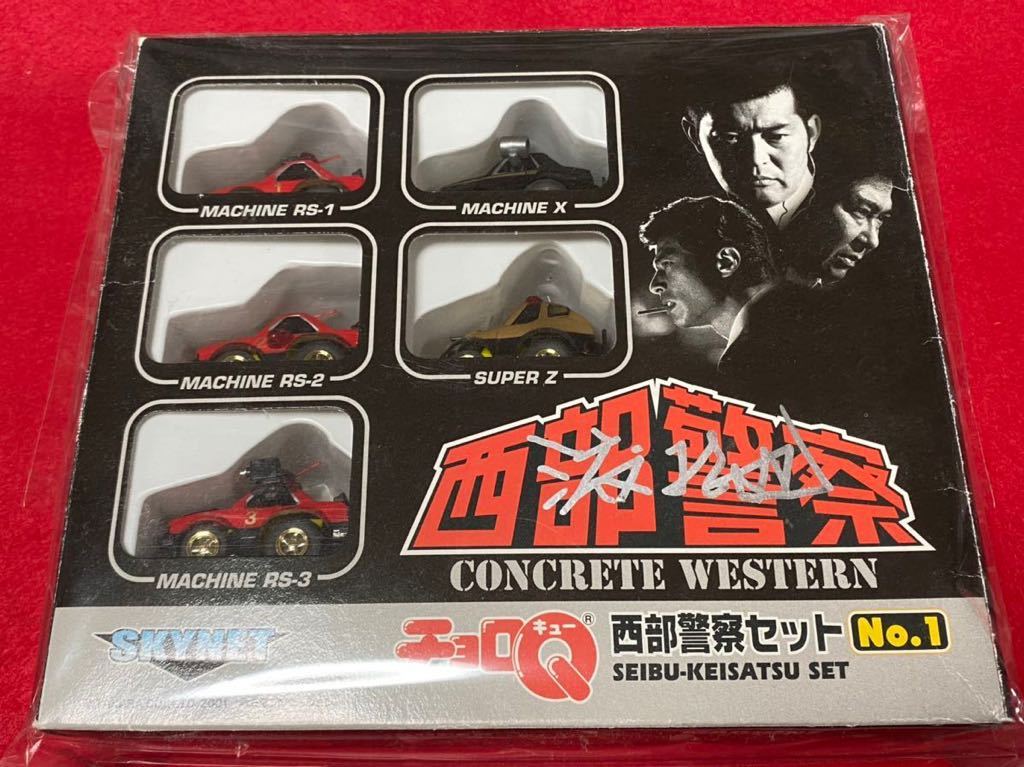 MACHINE RS-1
MACHINE X
MACHINE RS-2
SUPER Z
3
MACHINE RS-3
西部警察
CONCRETE WESTERN
SKYNET
チョロQ® キュー
西部警察セット No.1
SEIBU-KEISATSU SET